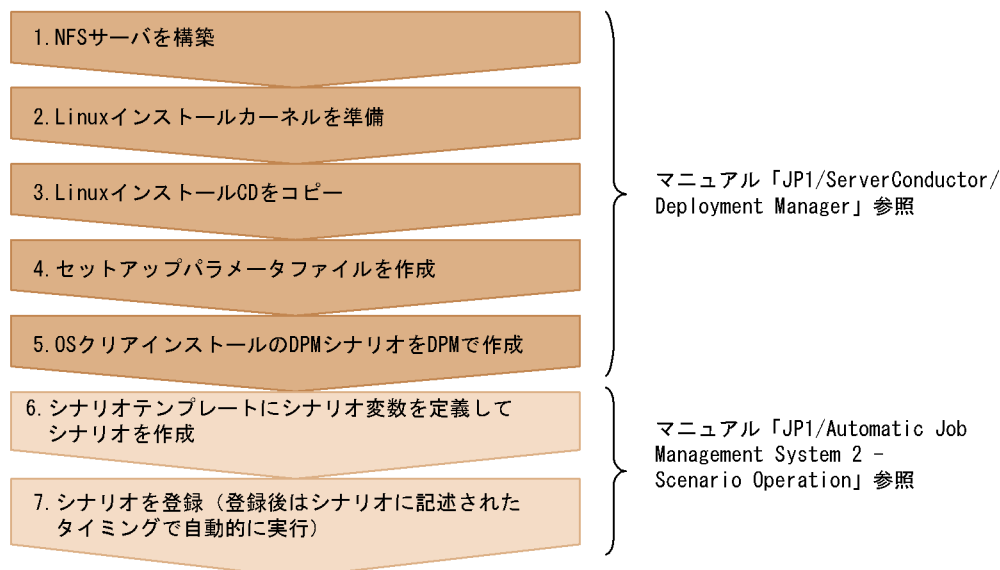 1. NFSサーバを構築
2. Linuxインストールカーネルを準備
3. LinuxインストールCDをコピー
4. セットアップパラメータファイルを作成
5. OSクリアインストールのDPMシナリオをDPMで作成
マニュアル「JP1/ServerConductor/
Deployment Manager」参照
6. シナリオテンプレートにシナリオ変数を定義して
シナリオを作成
7. シナリオを登録（登録後はシナリオに記述された
タイミングで自動的に実行）
マニュアル「JP1/Automatic Job
Management System 2 -
Scenario Operation」参照